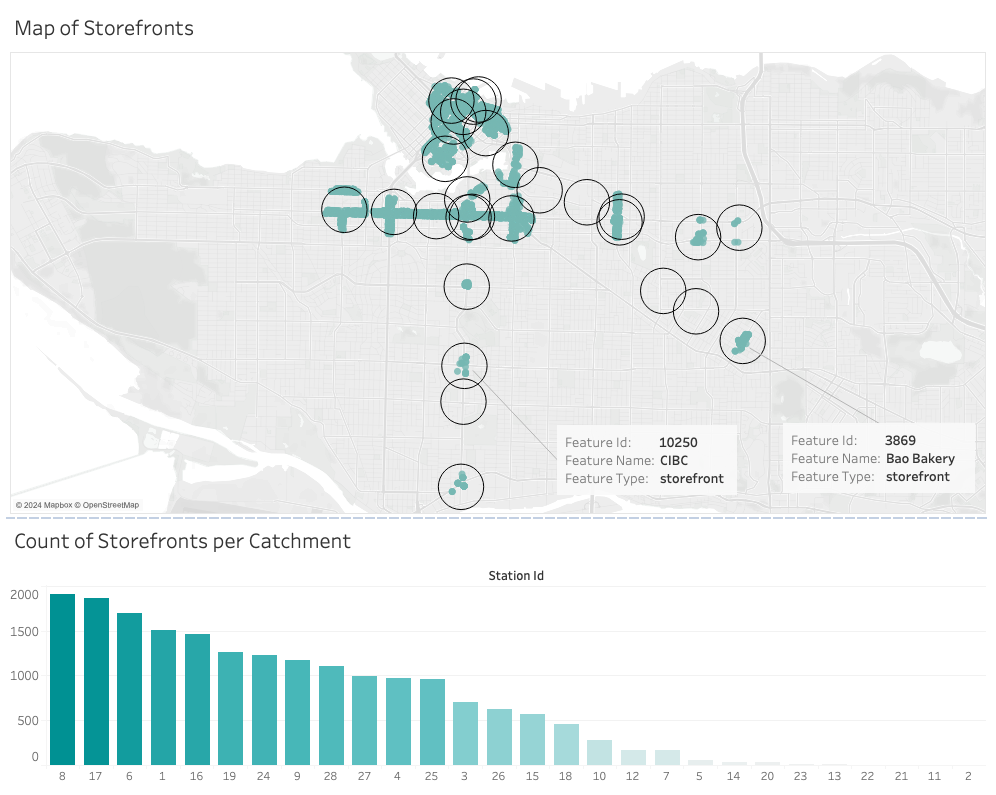 Map of Storefronts
Feature Id: 10250
Feature Name: CIBC
Feature Type: storefront
Feature Id: 3869
Feature Name: Bao Bakery
Feature Type: storefront
© 2024 Mapbox © OpenStreetMap
Count of Storefronts per Catchment
Station Id
2000
1500
1000
500
0
8 17 6 1 16 19 24 9 28 27 4 25 3 26 15 18 10 12 7 5 14 20 23 13 22 21 11 2